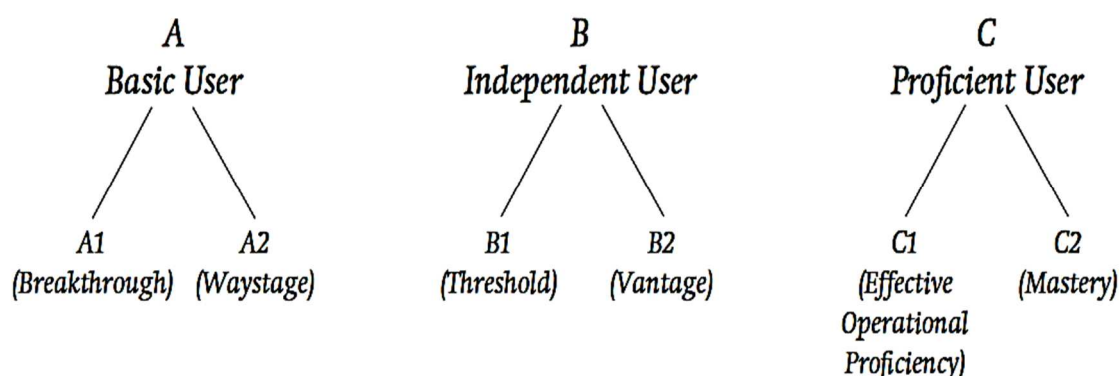 A
Basic User
A1
(Breakthrough)
A2
(Waystage)
B
Independent User
B1
(Threshold)
B2
(Vantage)
C
Proficient User
C1
(Effective
Operational
Proficiency)
C2
(Mastery)